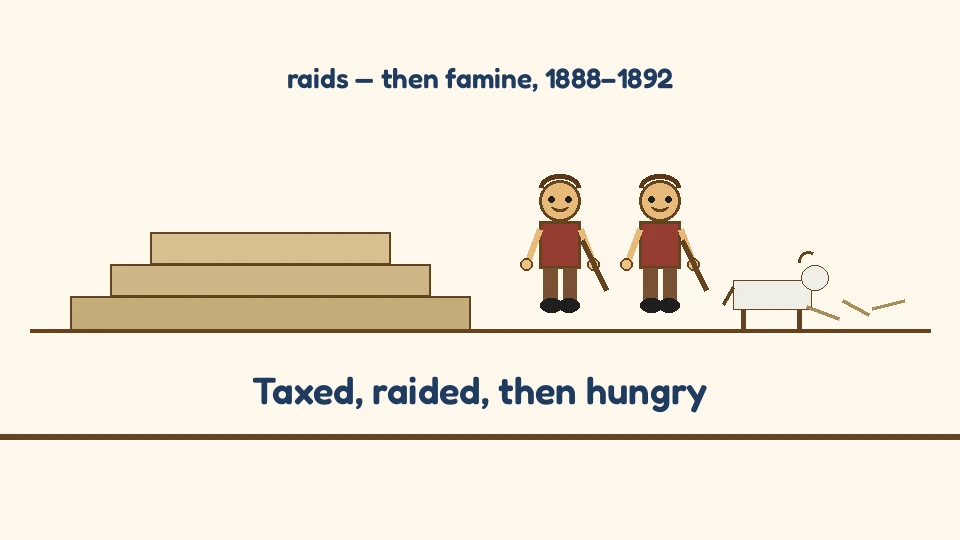 raids — then famine, 1888–1892
Taxed, raided, then hungry